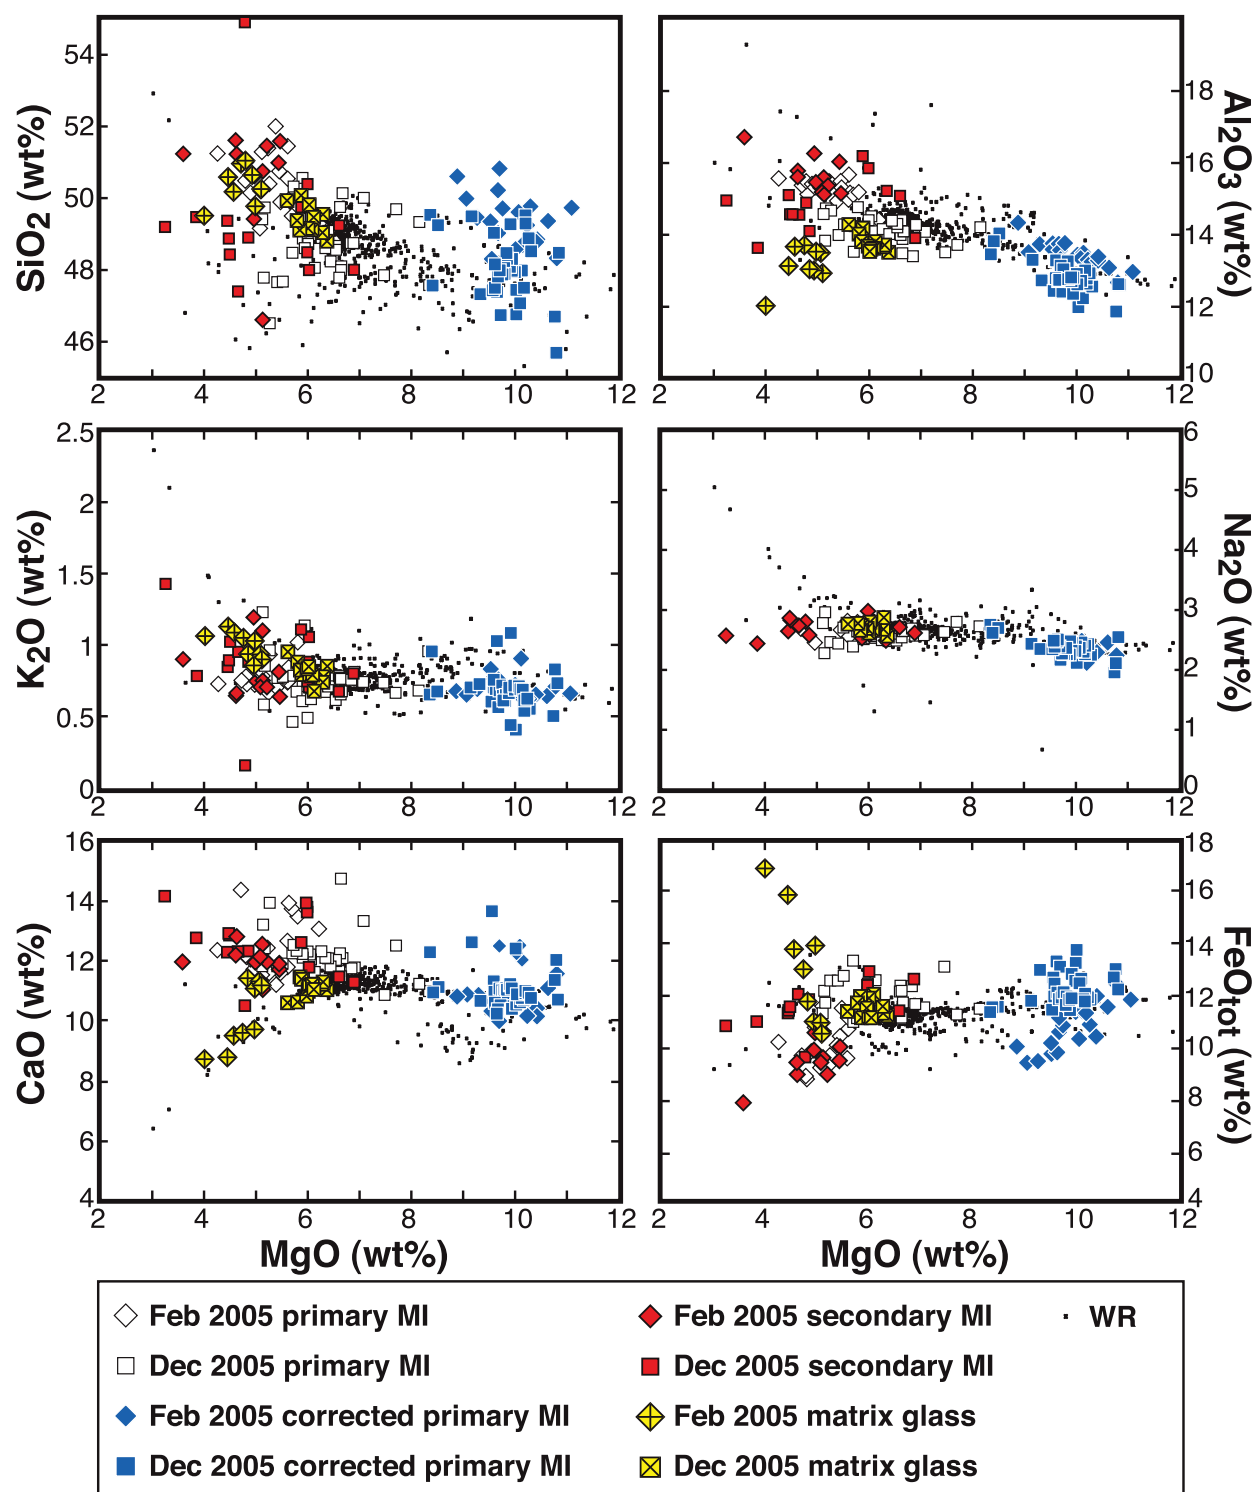 SiO2 (wt%)
54
52
50
48
46
2 4 6 8 10 12
Al2O3 (wt%)
18
16
14
12
10
2 4 6 8 10 12
K2O (wt%)
2.5
2
1.5
1
0.5
0
2 4 6 8 10 12
Na2O (wt%)
6
5
4
3
2
1
0
2 4 6 8 10 12
CaO (wt%)
16
14
12
10
8
6
4
2 4 6 8 10 12
MgO (wt%)
FeOtot (wt%)
18
16
14
12
10
8
6
4
2 4 6 8 10 12
MgO (wt%)
Feb 2005 primary MI
Dec 2005 primary MI
Feb 2005 corrected primary MI
Dec 2005 corrected primary MI
Feb 2005 secondary MI
Dec 2005 secondary MI
Feb 2005 matrix glass
Dec 2005 matrix glass
WR